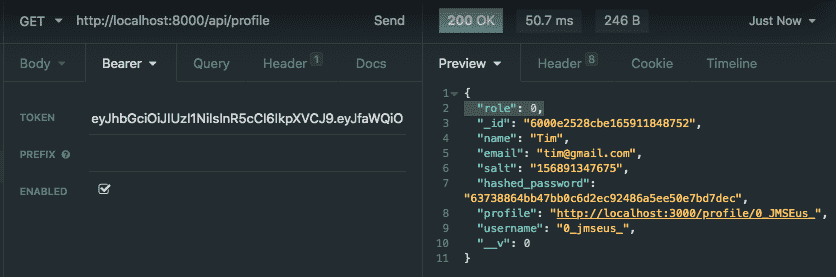 GET http://localhost:8000/api/profile Send
200 OK 50.7 ms 246 B Just Now
Body Bearer Query Header 1 Docs
Preview Header 8 Cookie Timeline
TOKEN eyJhbGciOiJIUzI1NiIsInR5cCI6IkpXVCJ9.eyJfaWQiO
PREFIX
ENABLED
1 {
2 "role": 0,
3 "_id": "6000e2528cbe165911848752",
4 "name": "Tim",
5 "email": "tim@gmail.com",
6 "salt": "156891347675",
7 "hashed_password":
"63738864bb47bb0c6d2ec92486a5ee50e7bd7dec",
8 "profile": "http://localhost:3000/profile/0_JMSEus_",
9 "username": "0_jmseus_",
10 "__v": 0
11 }